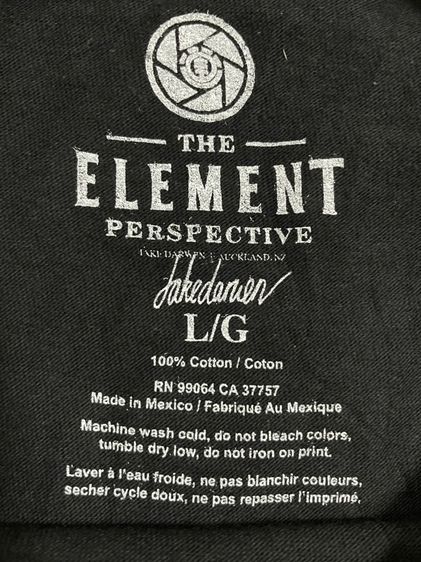 THE
ELEMENT
PERSPECTIVE
JAKE DARWEN // AUCKLAND, NZ
Jakedarwen
L/G
100% Cotton / Coton
RN 99064 CA 37757
Made in Mexico / Fabriqué Au Mexique
Machine wash cold, do not bleach colors,
tumble dry low, do not iron on print.
Laver à l'eau froide, ne pas blanchir couleurs,
secher cycle doux, ne pas repasser l'imprimé.